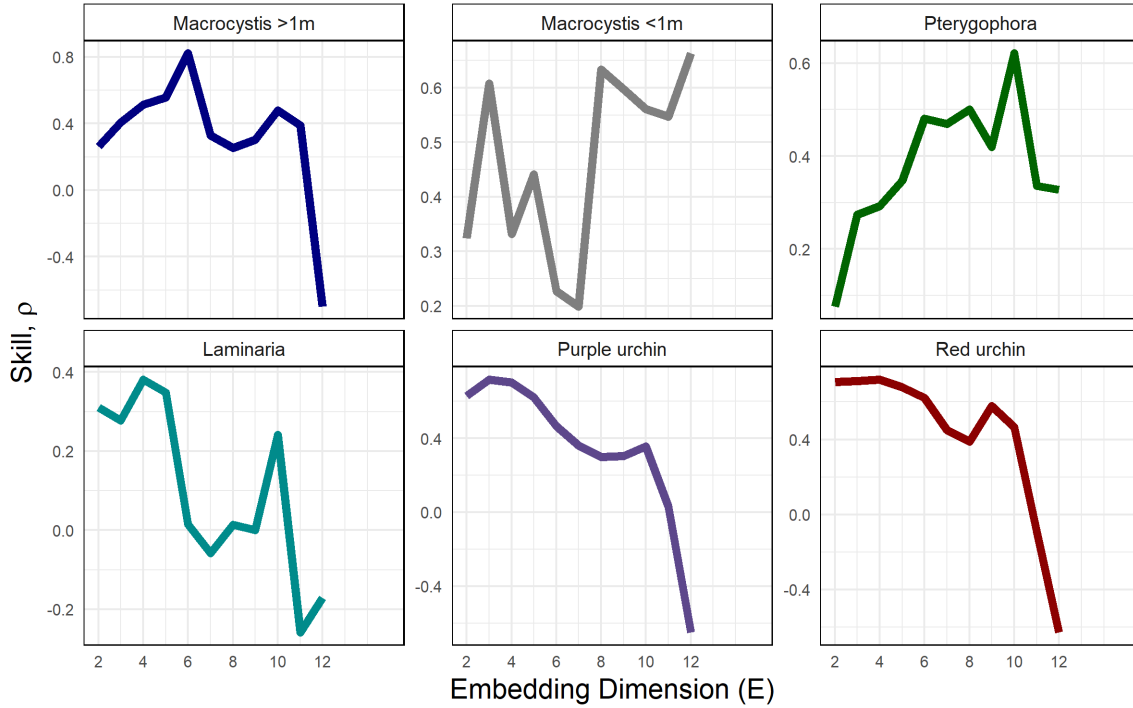 Macrocystis >1m
Macrocystis <1m
Pterygophora
0.8
0.4
0.0
-0.4
0.6
0.5
0.4
0.3
0.2
0.6
0.4
0.2
Skill, ρ
Laminaria
Purple urchin
Red urchin
0.4
0.2
0.0
-0.2
0.4
0.0
-0.4
0.4
0.0
-0.4
2 4 6 8 10 12
2 4 6 8 10 12
2 4 6 8 10 12
Embedding Dimension (E)